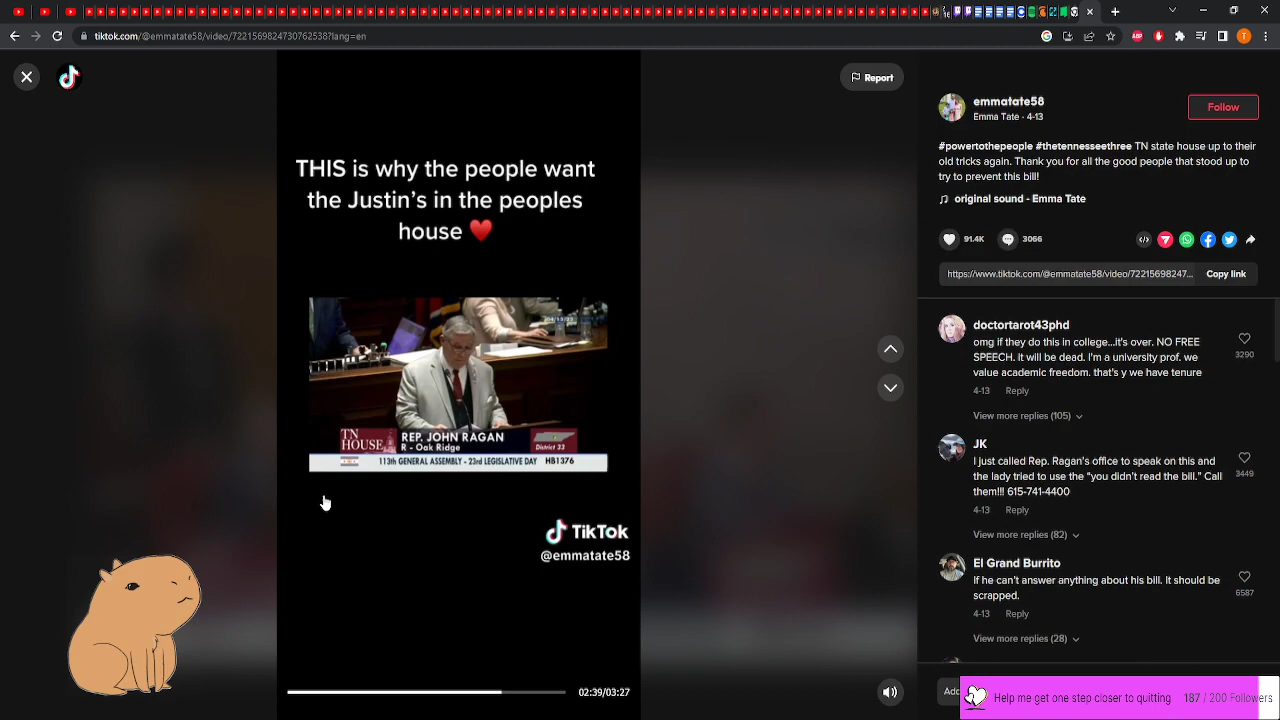 tiktok.com/@emmatate58/video/7221569824730762538?lang=en
Report
THIS is why the people want
the Justin's in the peoples
house ♥
TN
HOUSE
REP. JOHN RAGAN
R - Oak Ridge
District 33
113th GENERAL ASSEMBLY - 23rd LEGISLATIVE DAY HB1376
TikTok
@emmatate58
02:39/03:27
emmatate58
Emma Tate · 4-13
Follow
#powertothepeople #thetennesseethree TN state house up to their
old tricks again. Thank you for all the people that stood up to
try to prevent this bill!
original sound - Emma Tate
91.4K
3066
https://www.tiktok.com/@emmatate58/video/72215698247...
Copy link
doctorcarrot43phd
omg if they do this in college...it's over. NO FREE
SPEECH. it will be dead. I'm a university prof. we
value academic freedom. that's y we have tenure
3290
4-13 Reply
View more replies (105)
JK
I just called Rep. Ragan's office to speak on this and
the lady tried to use the "you didn't read the bill." Call
them!!! 615-741-4400
3449
4-13 Reply
View more replies (82)
El Grand Burrito
If he can't answer anything about his bill. It should be
scrapped.
6587
4-13 Reply
View more replies (28)
Add
Help me get one step closer to quitting 187 / 200 Followers